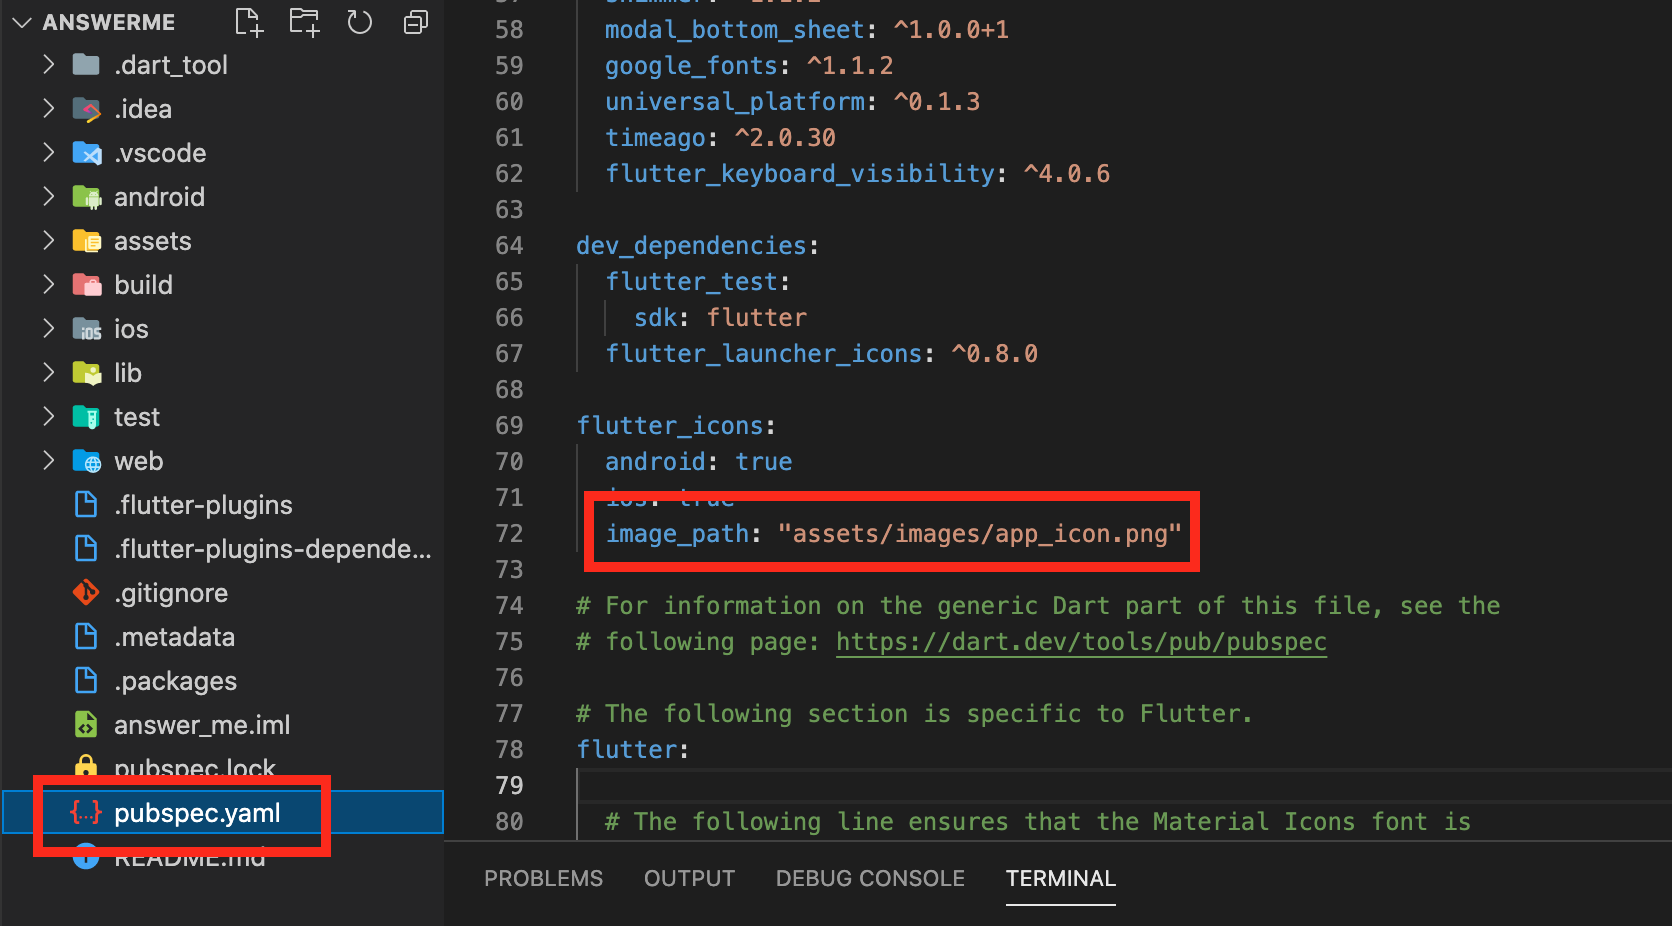 ANSWERME
.dart_tool
.idea
.vscode
android
assets
build
ios
lib
test
web
.flutter-plugins
.flutter-plugins-depende...
.gitignore
.metadata
.packages
answer_me.iml
pubspec.lock
{...} pubspec.yaml
README.md
58 modal_bottom_sheet: ^1.0.0+1
59 google_fonts: ^1.1.2
60 universal_platform: ^0.1.3
61 timeago: ^2.0.30
62 flutter_keyboard_visibility: ^4.0.6
63
64 dev_dependencies:
65 flutter_test:
66 sdk: flutter
67 flutter_launcher_icons: ^0.8.0
68
69 flutter_icons:
70 android: true
71 ios: true
72 image_path: "assets/images/app_icon.png"
73
74 # For information on the generic Dart part of this file, see the
75 # following page: https://dart.dev/tools/pub/pubspec
76
77 # The following section is specific to Flutter.
78 flutter:
79
80 # The following line ensures that the Material Icons font is
PROBLEMS OUTPUT DEBUG CONSOLE TERMINAL